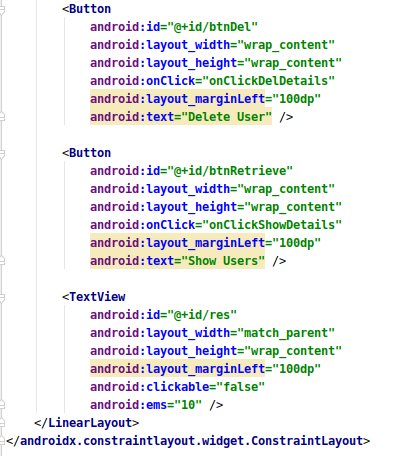 <Button
android:id="@+id/btnDel"
android:layout_width="wrap_content"
android:layout_height="wrap_content"
android:onClick="onClickDelDetails"
android:layout_marginLeft="100dp"
android:text="Delete User" />
<Button
android:id="@+id/btnRetrieve"
android:layout_width="wrap_content"
android:layout_height="wrap_content"
android:onClick="onClickShowDetails"
android:layout_marginLeft="100dp"
android:text="Show Users" />
<TextView
android:id="@+id/res"
android:layout_width="match_parent"
android:layout_height="wrap_content"
android:layout_marginLeft="100dp"
android:clickable="false"
android:ems="10" />
</LinearLayout>
</androidx.constraintlayout.widget.ConstraintLayout>